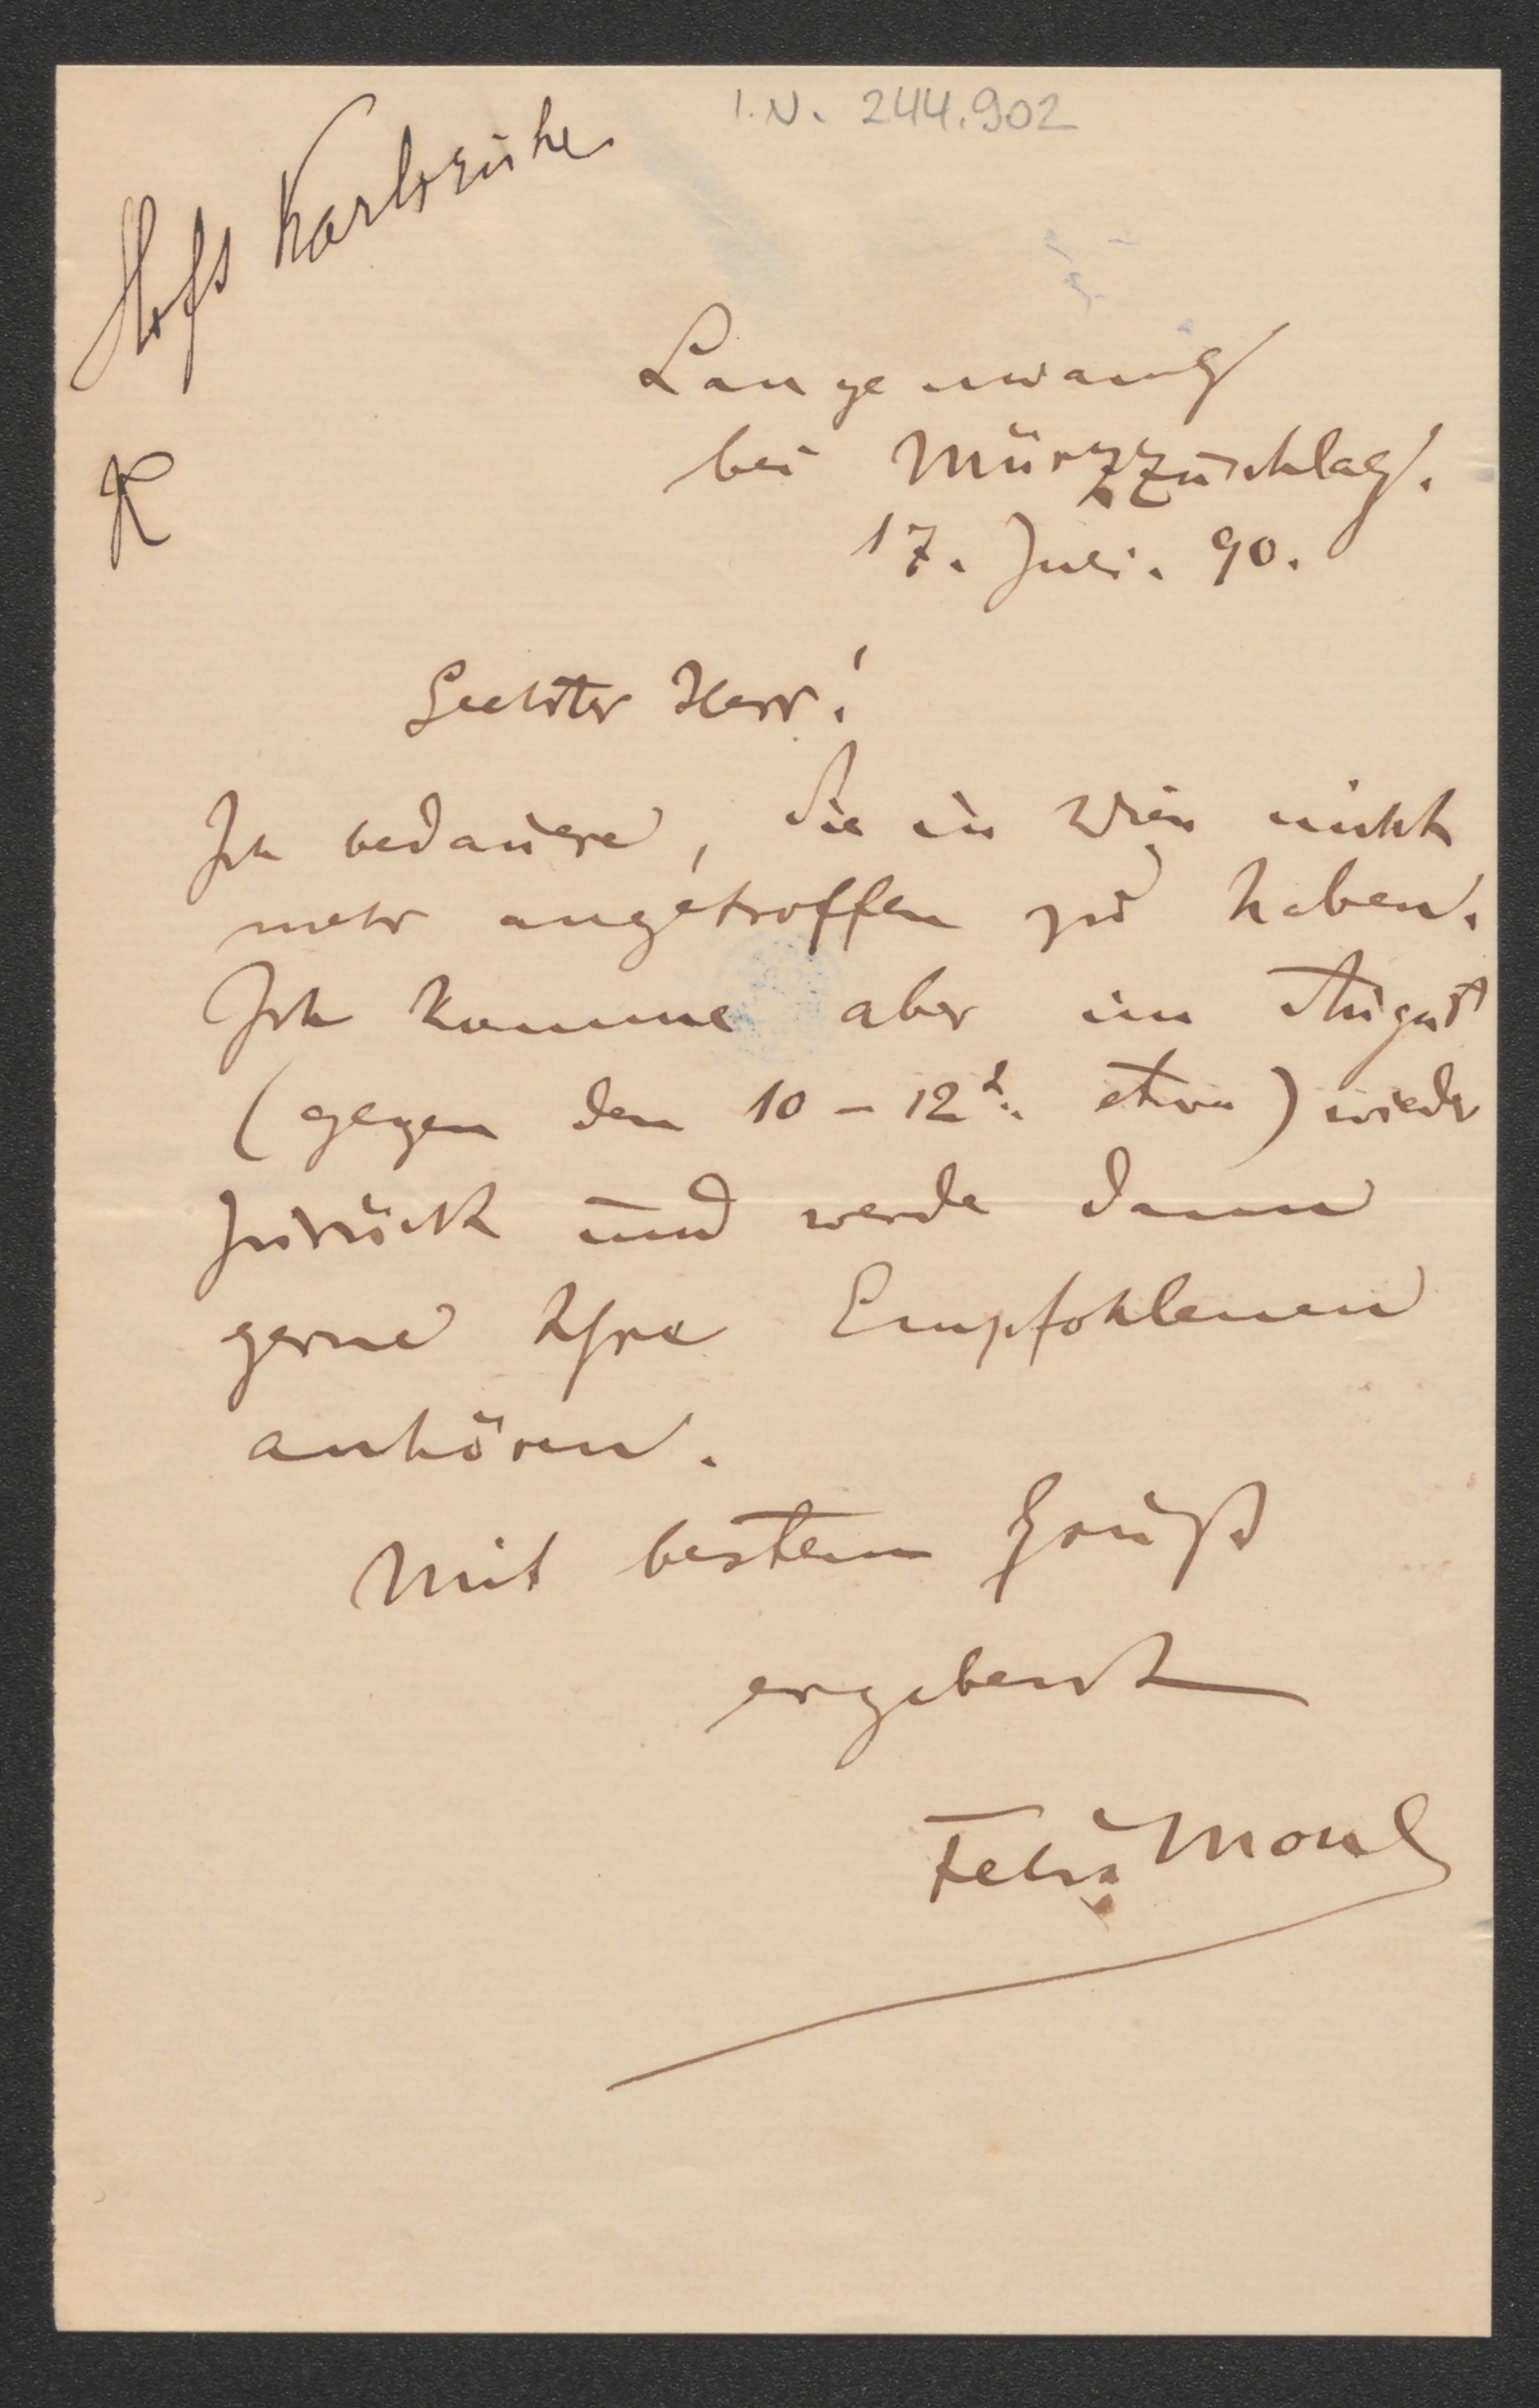 I.N. 244.902
Hofs Karlsruhe
K
Langenwang
bei Mürzzuschlag.
17. Juli. 90.
Geehrter Herr!
Ich bedauere, Sie in Wien nicht
mehr angetroffen zu haben.
Ich komme aber im August
(gegen den 10 – 12t. etwa) wieder
zurück und werde dann
gerne Ihre Empfohlenen
anhören.
Mit bestem Gruß
ergebenst
Felix Mottl